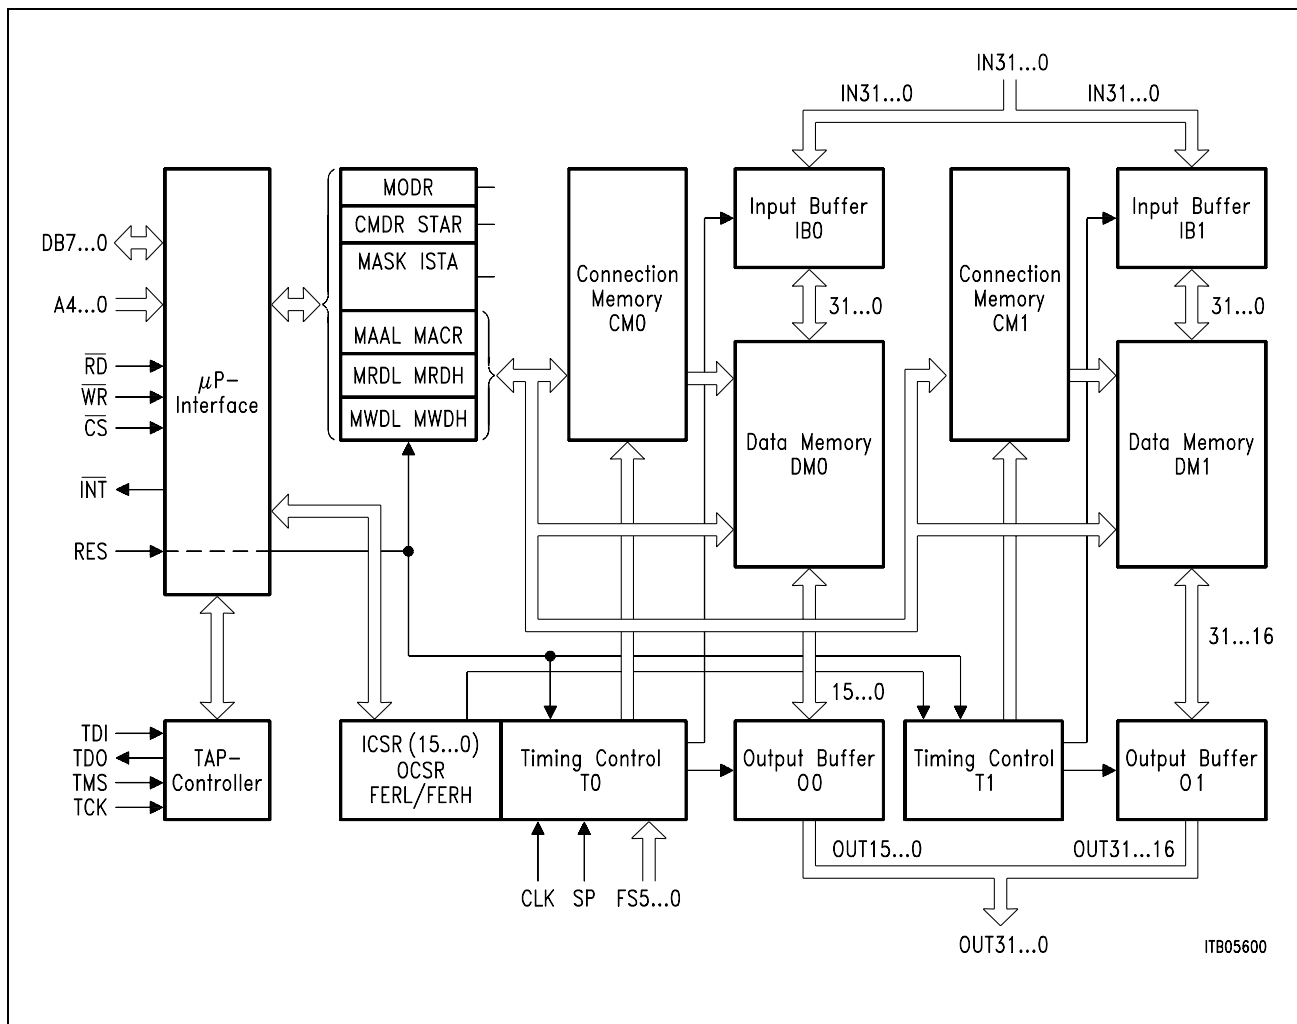 IN31...0
IN31...0
IN31...0
DB7...0
A4...0
RD
WR
CS
INT
RES
μP-
Interface
MODR
CMDR STAR
MASK ISTA
MAAL MACR
MRDL MRDH
MWDL MWDH
Connection
Memory
CM0
Input Buffer
IB0
31...0
Data Memory
DM0
Connection
Memory
CM1
Input Buffer
IB1
31...0
Data Memory
DM1
31...16
15...0
TDI
TDO
TMS
TCK
TAP-
Controller
ICSR (15...0)
OCSR
FERL/FERH
Timing Control
T0
Output Buffer
O0
Timing Control
T1
Output Buffer
O1
CLK
SP
FS5...0
OUT15...0
OUT31...16
OUT31...0
ITB05600